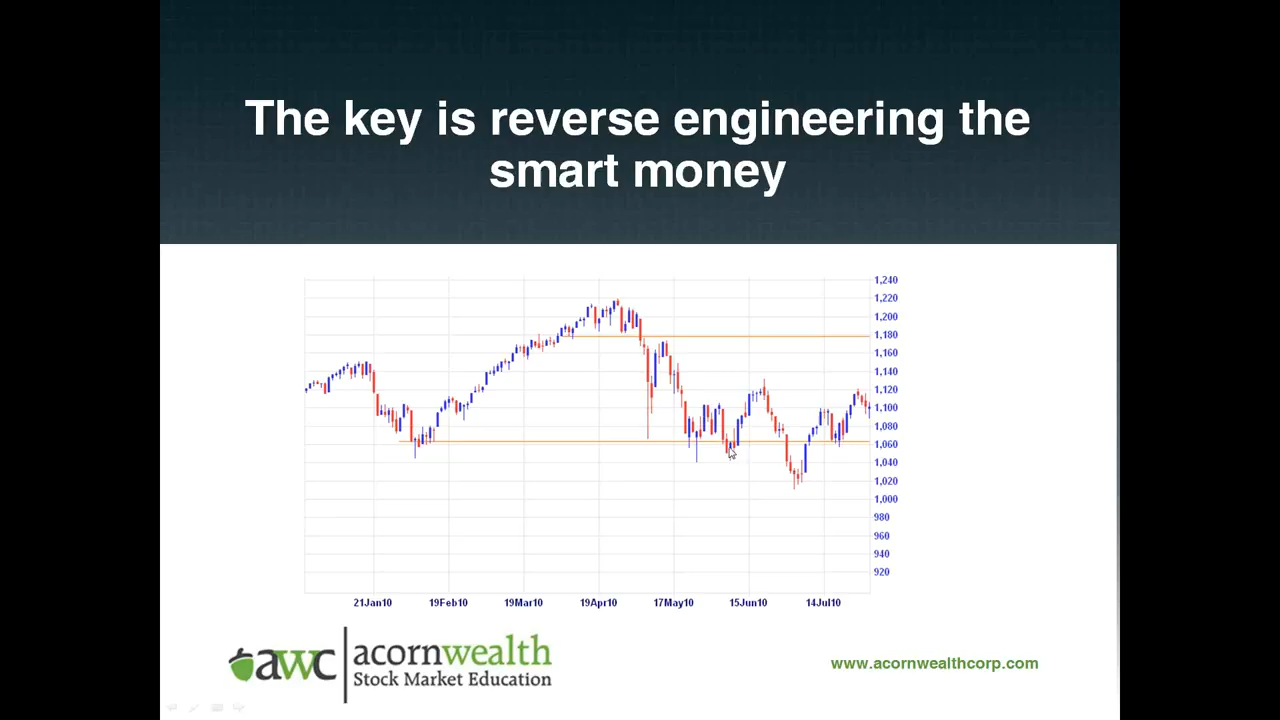 The key is reverse engineering the
smart money
1,240
1,220
1,200
1,180
1,160
1,140
1,120
1,100
1,080
1,060
1,040
1,020
1,000
980
960
940
920
21Jan10 19Feb10 19Mar10 19Apr10 17May10 15Jun10 14Jul10
awc acornwealth
Stock Market Education
www.acornwealthcorp.com